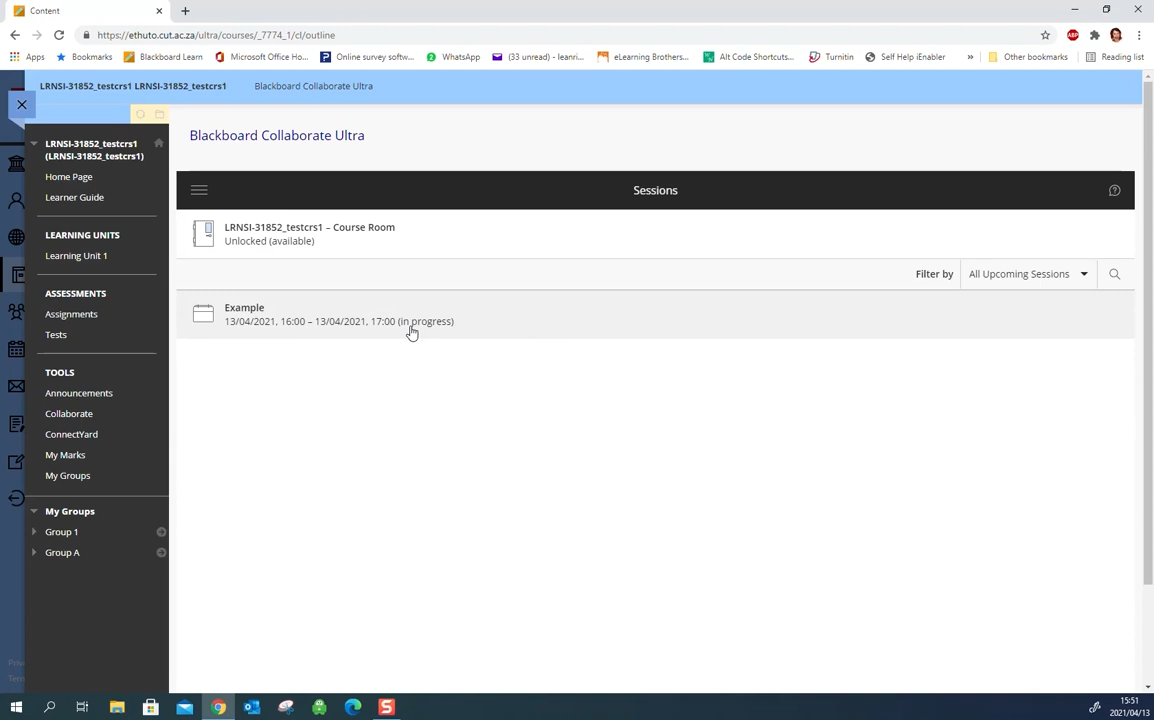 Content
https://ethuto.cut.ac.za/ultra/courses/_7774_1/cl/outline
ABP
Apps
Bookmarks
Blackboard Learn
Microsoft Office Ho...
Online survey softw...
WhatsApp
(33 unread) - leanri...
eLearning Brothers...
Alt Code Shortcuts...
Turnitin
Self Help iEnabler
»
Other bookmarks
Reading list
LRNSI-31852_testcrs1 LRNSI-31852_testcrs1
Blackboard Collaborate Ultra
LRNSI-31852_testcrs1
(LRNSI-31852_testcrs1)
Home Page
Learner Guide
LEARNING UNITS
Learning Unit 1
ASSESSMENTS
Assignments
Tests
TOOLS
Announcements
Collaborate
ConnectYard
My Marks
My Groups
My Groups
Group 1
Group A
Blackboard Collaborate Ultra
Sessions
LRNSI-31852_testcrs1 – Course Room
Unlocked (available)
Filter by
All Upcoming Sessions
Example
13/04/2021, 16:00 – 13/04/2021, 17:00 (in progress)
15:51
2021/04/13